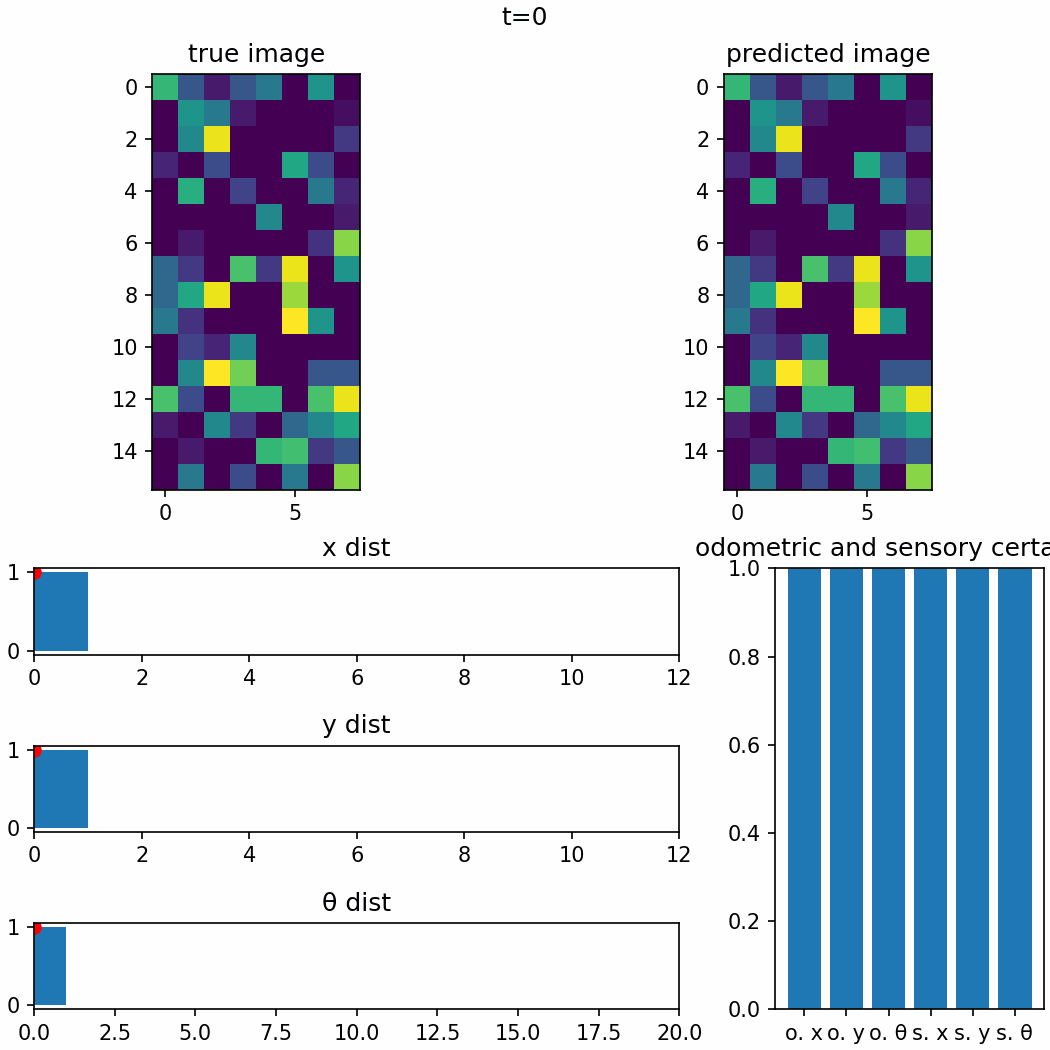 t=0
true image
predicted image
0
2
4
6
8
10
12
14
0 5
0
2
4
6
8
10
12
14
0 5
x dist
1
0
0 2 4 6 8 10 12
y dist
1
0
0 2 4 6 8 10 12
θ dist
1
0
0.0 2.5 5.0 7.5 10.0 12.5 15.0 17.5 20.0
odometric and sensory certa
1.0
0.8
0.6
0.4
0.2
0.0
o. x o. y o. θ s. x s. y s. θ